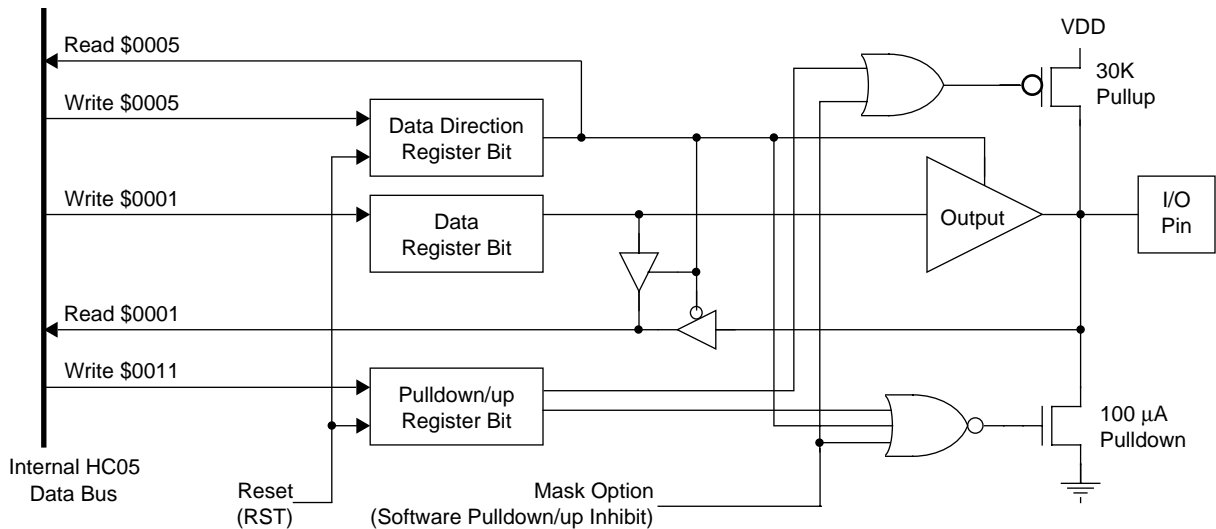 Read $0005
Write $0005
Data Direction
Register Bit
VDD
30K
Pullup
Write $0001
Data
Register Bit
Output
I/O
Pin
Read $0001
Write $0011
Pulldown/up
Register Bit
100 μA
Pulldown
Internal HC05
Data Bus
Reset
(RST)
Mask Option
(Software Pulldown/up Inhibit)